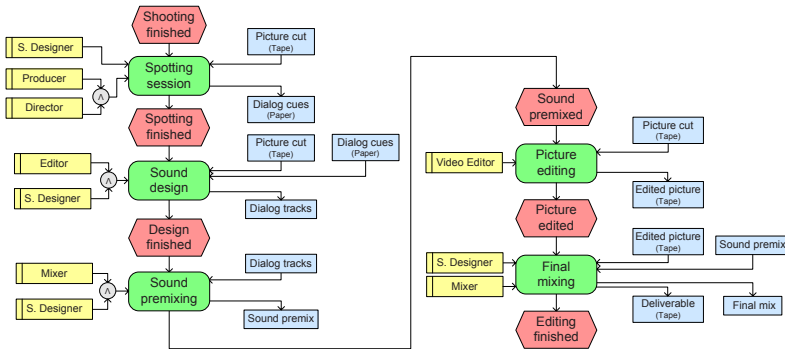 Shooting
finished
S. Designer
Picture cut
(Tape)
Spotting
session
Producer
Λ
Director
Dialog cues
(Paper)
Spotting
finished
Picture cut
(Tape)
Dialog cues
(Paper)
Editor
Λ
S. Designer
Sound
design
Dialog tracks
Design
finished
Mixer
Λ
S. Designer
Dialog tracks
Sound
premixing
Sound premix
Sound
premixed
Picture cut
(Tape)
Video Editor
Picture
editing
Edited picture
(Tape)
Picture
edited
Edited picture
(Tape)
Sound premix
S. Designer
Mixer
Final
mixing
Deliverable
(Tape)
Final mix
Editing
finished